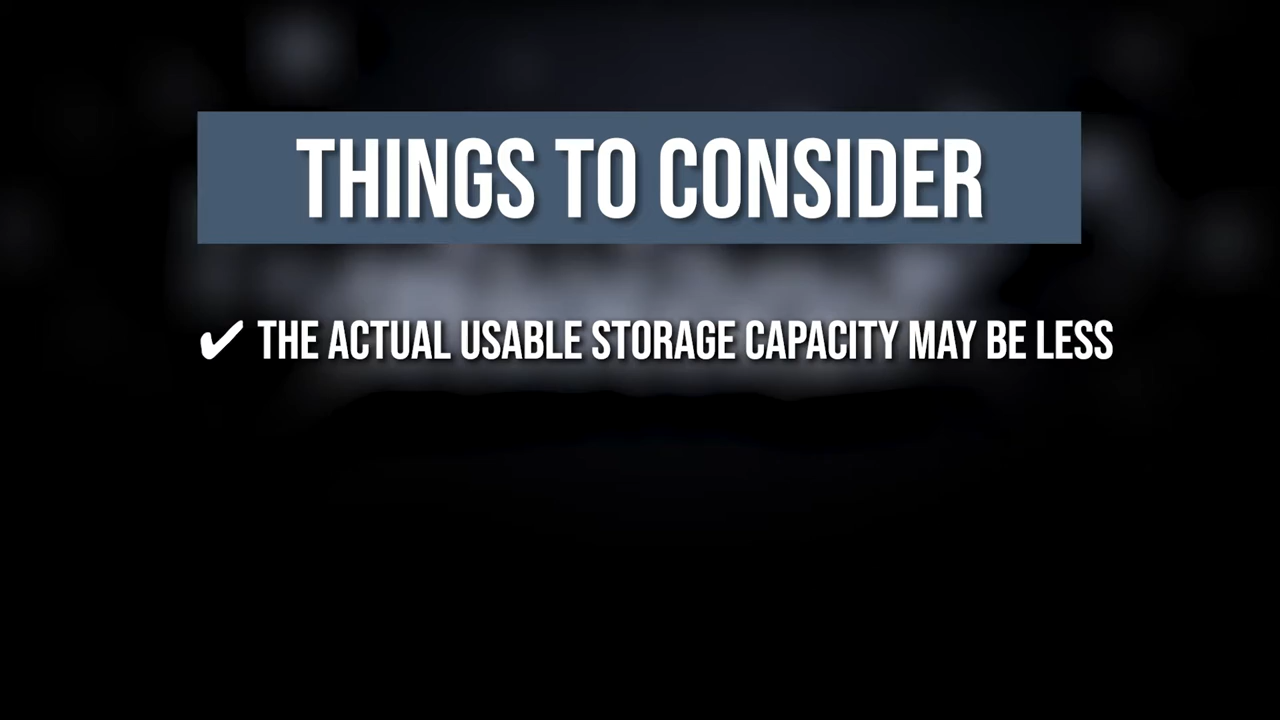 THINGS TO CONSIDER
✔ THE ACTUAL USABLE STORAGE CAPACITY MAY BE LESS